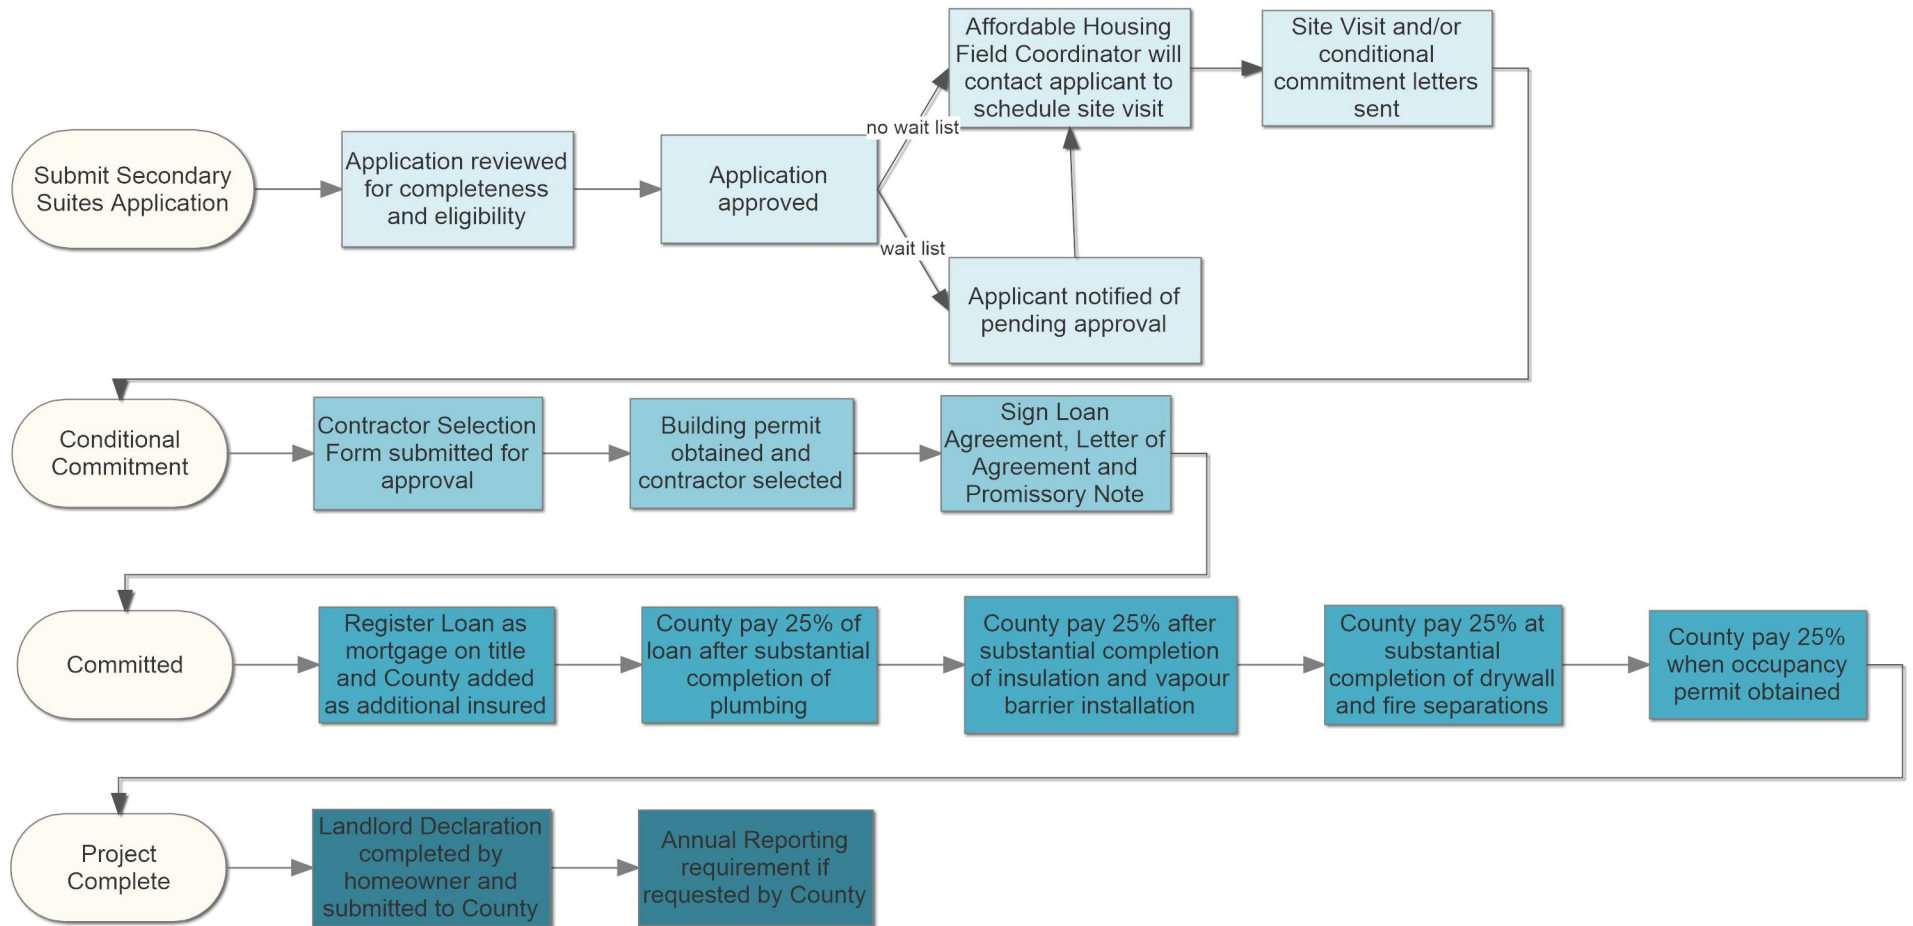 Submit Secondary
Suites Application
Application reviewed
for completeness
and eligibility
Application
approved
no wait list
wait list
Affordable Housing
Field Coordinator will
contact applicant to
schedule site visit
Applicant notified of
pending approval
Site Visit and/or
conditional
commitment letters
sent
Conditional
Commitment
Contractor Selection
Form submitted for
approval
Building permit
obtained and
contractor selected
Sign Loan
Agreement, Letter of
Agreement and
Promissory Note
Committed
Register Loan as
mortgage on title
and County added
as additional insured
County pay 25% of
loan after substantial
completion of
plumbing
County pay 25% after
substantial completion
of insulation and vapour
barrier installation
County pay 25% at
substantial
completion of drywall
and fire separations
County pay 25%
when occupancy
permit obtained
Project
Complete
Landlord Declaration
completed by
homeowner and
submitted to County
Annual Reporting
requirement if
requested by County